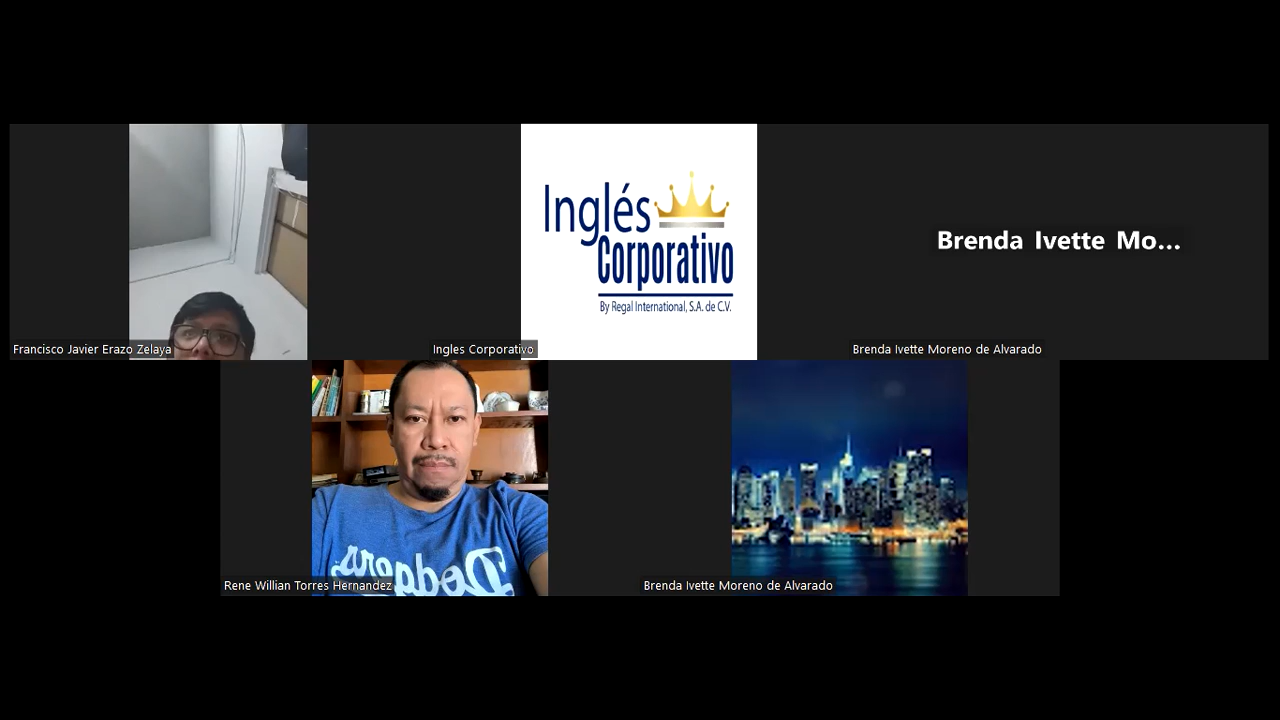 Inglés
Corporativo
By Regal International, S.A. de C.V.
Brenda Ivette Mo...
Francisco Javier Erazo Zelaya
Ingles Corporativo
Brenda Ivette Moreno de Alvarado
Dodgers
Rene Willian Torres Hernandez
Brenda Ivette Moreno de Alvarado